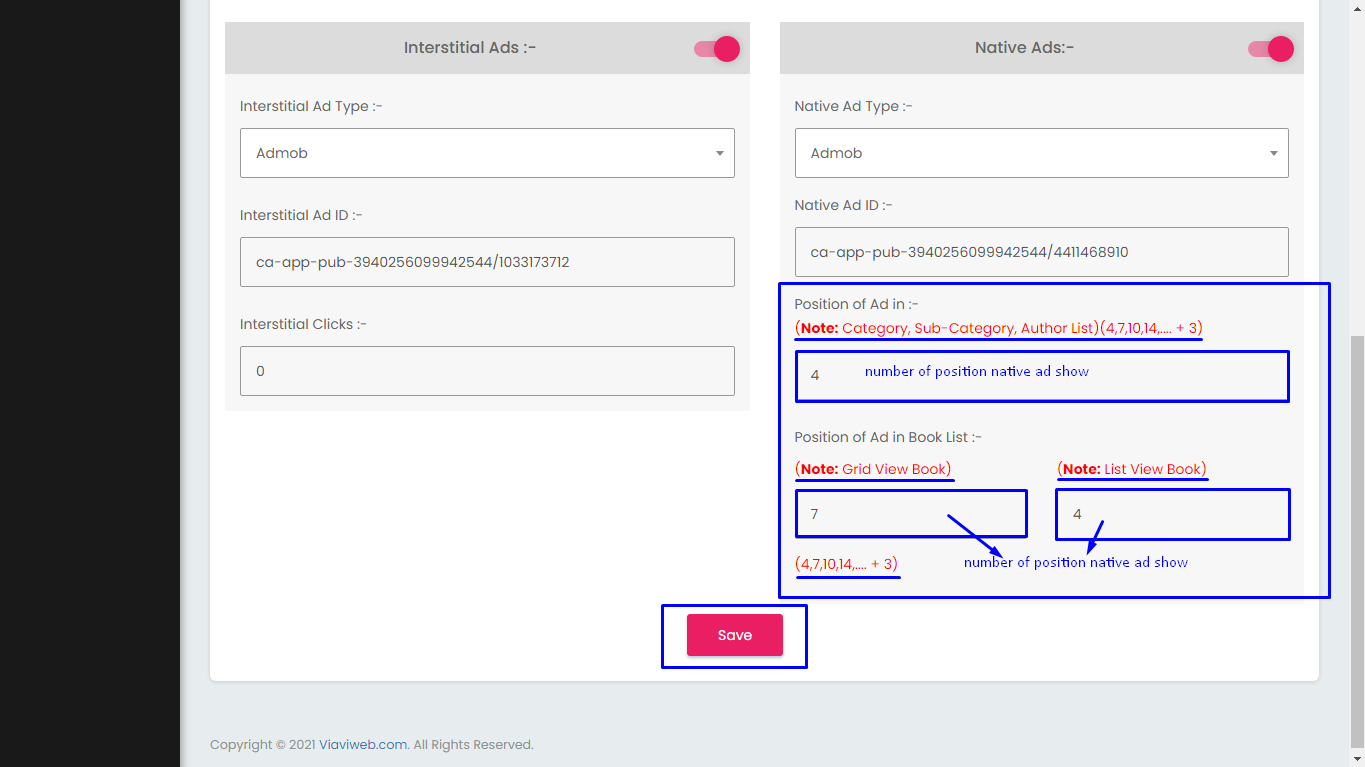 Interstitial Ads :-
Interstitial Ad Type :-
Admob
Interstitial Ad ID :-
ca-app-pub-3940256099942544/1033173712
Interstitial Clicks :-
0
Native Ads:-
Native Ad Type :-
Admob
Native Ad ID :-
ca-app-pub-3940256099942544/4411468910
Position of Ad in :-
(Note: Category, Sub-Category, Author List)(4,7,10,14,.... + 3)
4 number of position native ad show
Position of Ad in Book List :-
(Note: Grid View Book) (Note: List View Book)
7 4
(4,7,10,14,.... + 3) number of position native ad show
Save
Copyright © 2021 Viaviweb.com. All Rights Reserved.